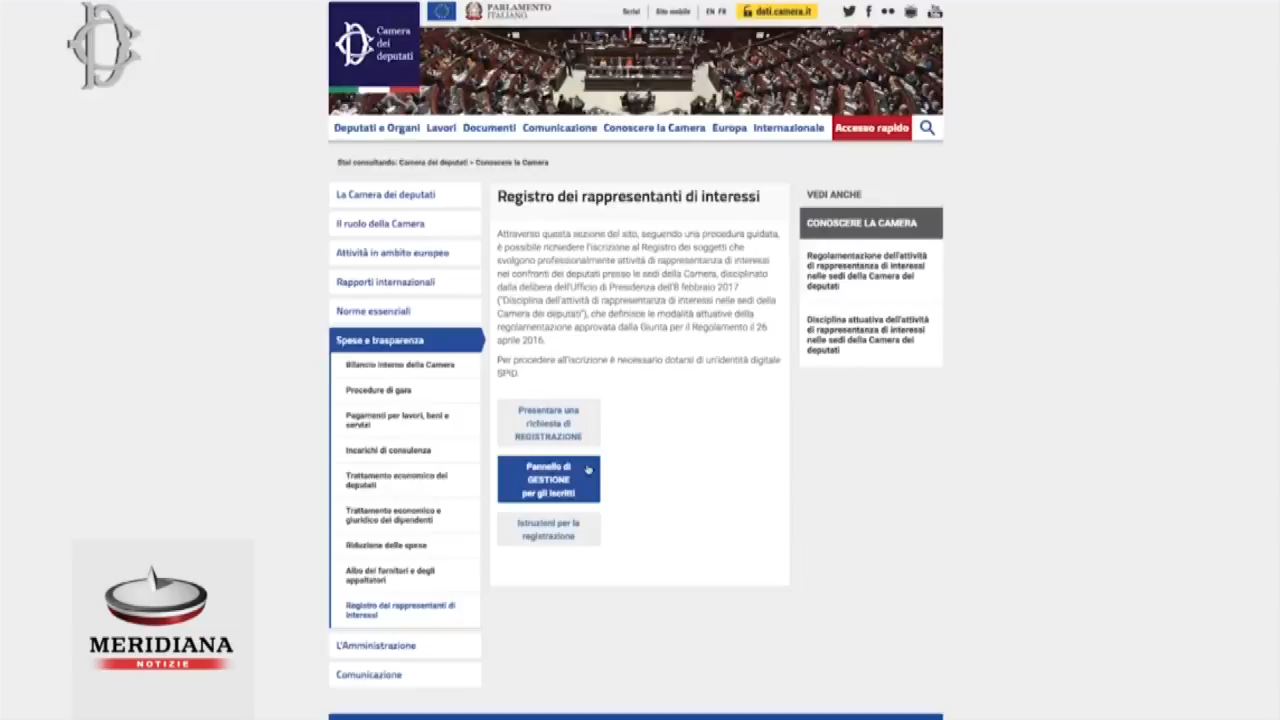 Camera
dei
deputati
PARLAMENTO
ITALIANO
Scrivi
Sito mobile
EN FR
dati.camera.it
You
Deputati e Organi
Lavori
Documenti
Comunicazione
Conoscere la Camera
Europa
Internazionale
Accesso rapido
Stai consultando: Camera dei deputati > Conoscere la Camera
La Camera dei deputati
Il ruolo della Camera
Attività in ambito europeo
Rapporti internazionali
Norme essenziali
Spese e trasparenza
Bilancio interno della Camera
Procedure di gara
Pagamenti per lavori, beni e
servizi
Incarichi di consulenza
Trattamento economico dei
deputati
Trattamento economico e
giuridico dei dipendenti
Riduzione delle spese
Albo dei fornitori e degli
appaltatori
Registro dei rappresentanti di
interessi
L'Amministrazione
Comunicazione
Registro dei rappresentanti di interessi
Attraverso questa sezione del sito, seguendo una procedura guidata,
è possibile richiedere l'iscrizione al Registro dei soggetti che
svolgono professionalmente attività di rappresentanza di interessi
nei confronti dei deputati presso le sedi della Camera, disciplinato
dalla delibera dell'Ufficio di Presidenza dell'8 febbraio 2017
("Disciplina dell'attività di rappresentanza di interessi nelle sedi della
Camera dei deputati"), che definisce le modalità attuative della
regolamentazione approvata dalla Giunta per il Regolamento il 26
aprile 2016.
Per procedere all'iscrizione è necessario dotarsi di un'identità digitale
SPID.
Presentare una
richiesta di
REGISTRAZIONE
Pannello di
GESTIONE
per gli iscritti
Istruzioni per la
registrazione
VEDI ANCHE
CONOSCERE LA CAMERA
Regolamentazione dell'attività
di rappresentanza di interessi
nelle sedi della Camera dei
deputati
Disciplina attuativa dell'attività
di rappresentanza di interessi
nelle sedi della Camera dei
deputati
MERIDIANA
NOTIZIE